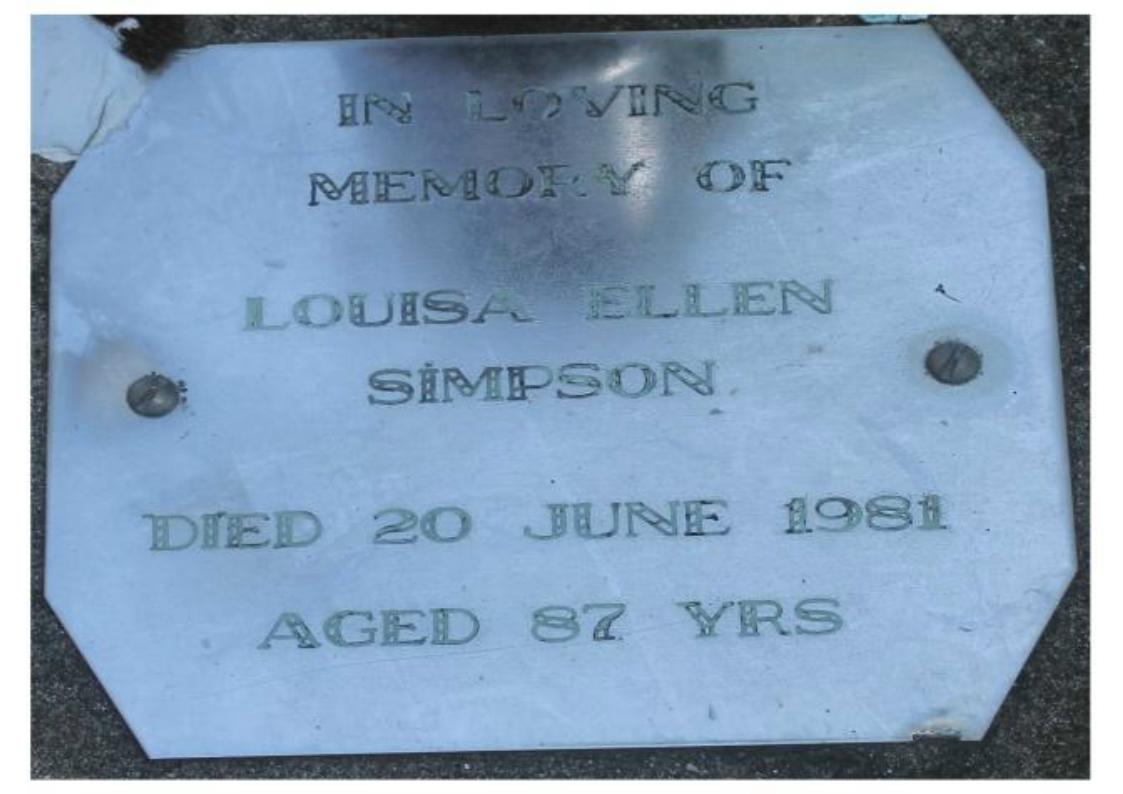 IN LOVING
MEMORY OF
LOUISA ELLEN
SIMPSON
DIED 20 JUNE 1981
AGED 87 YRS